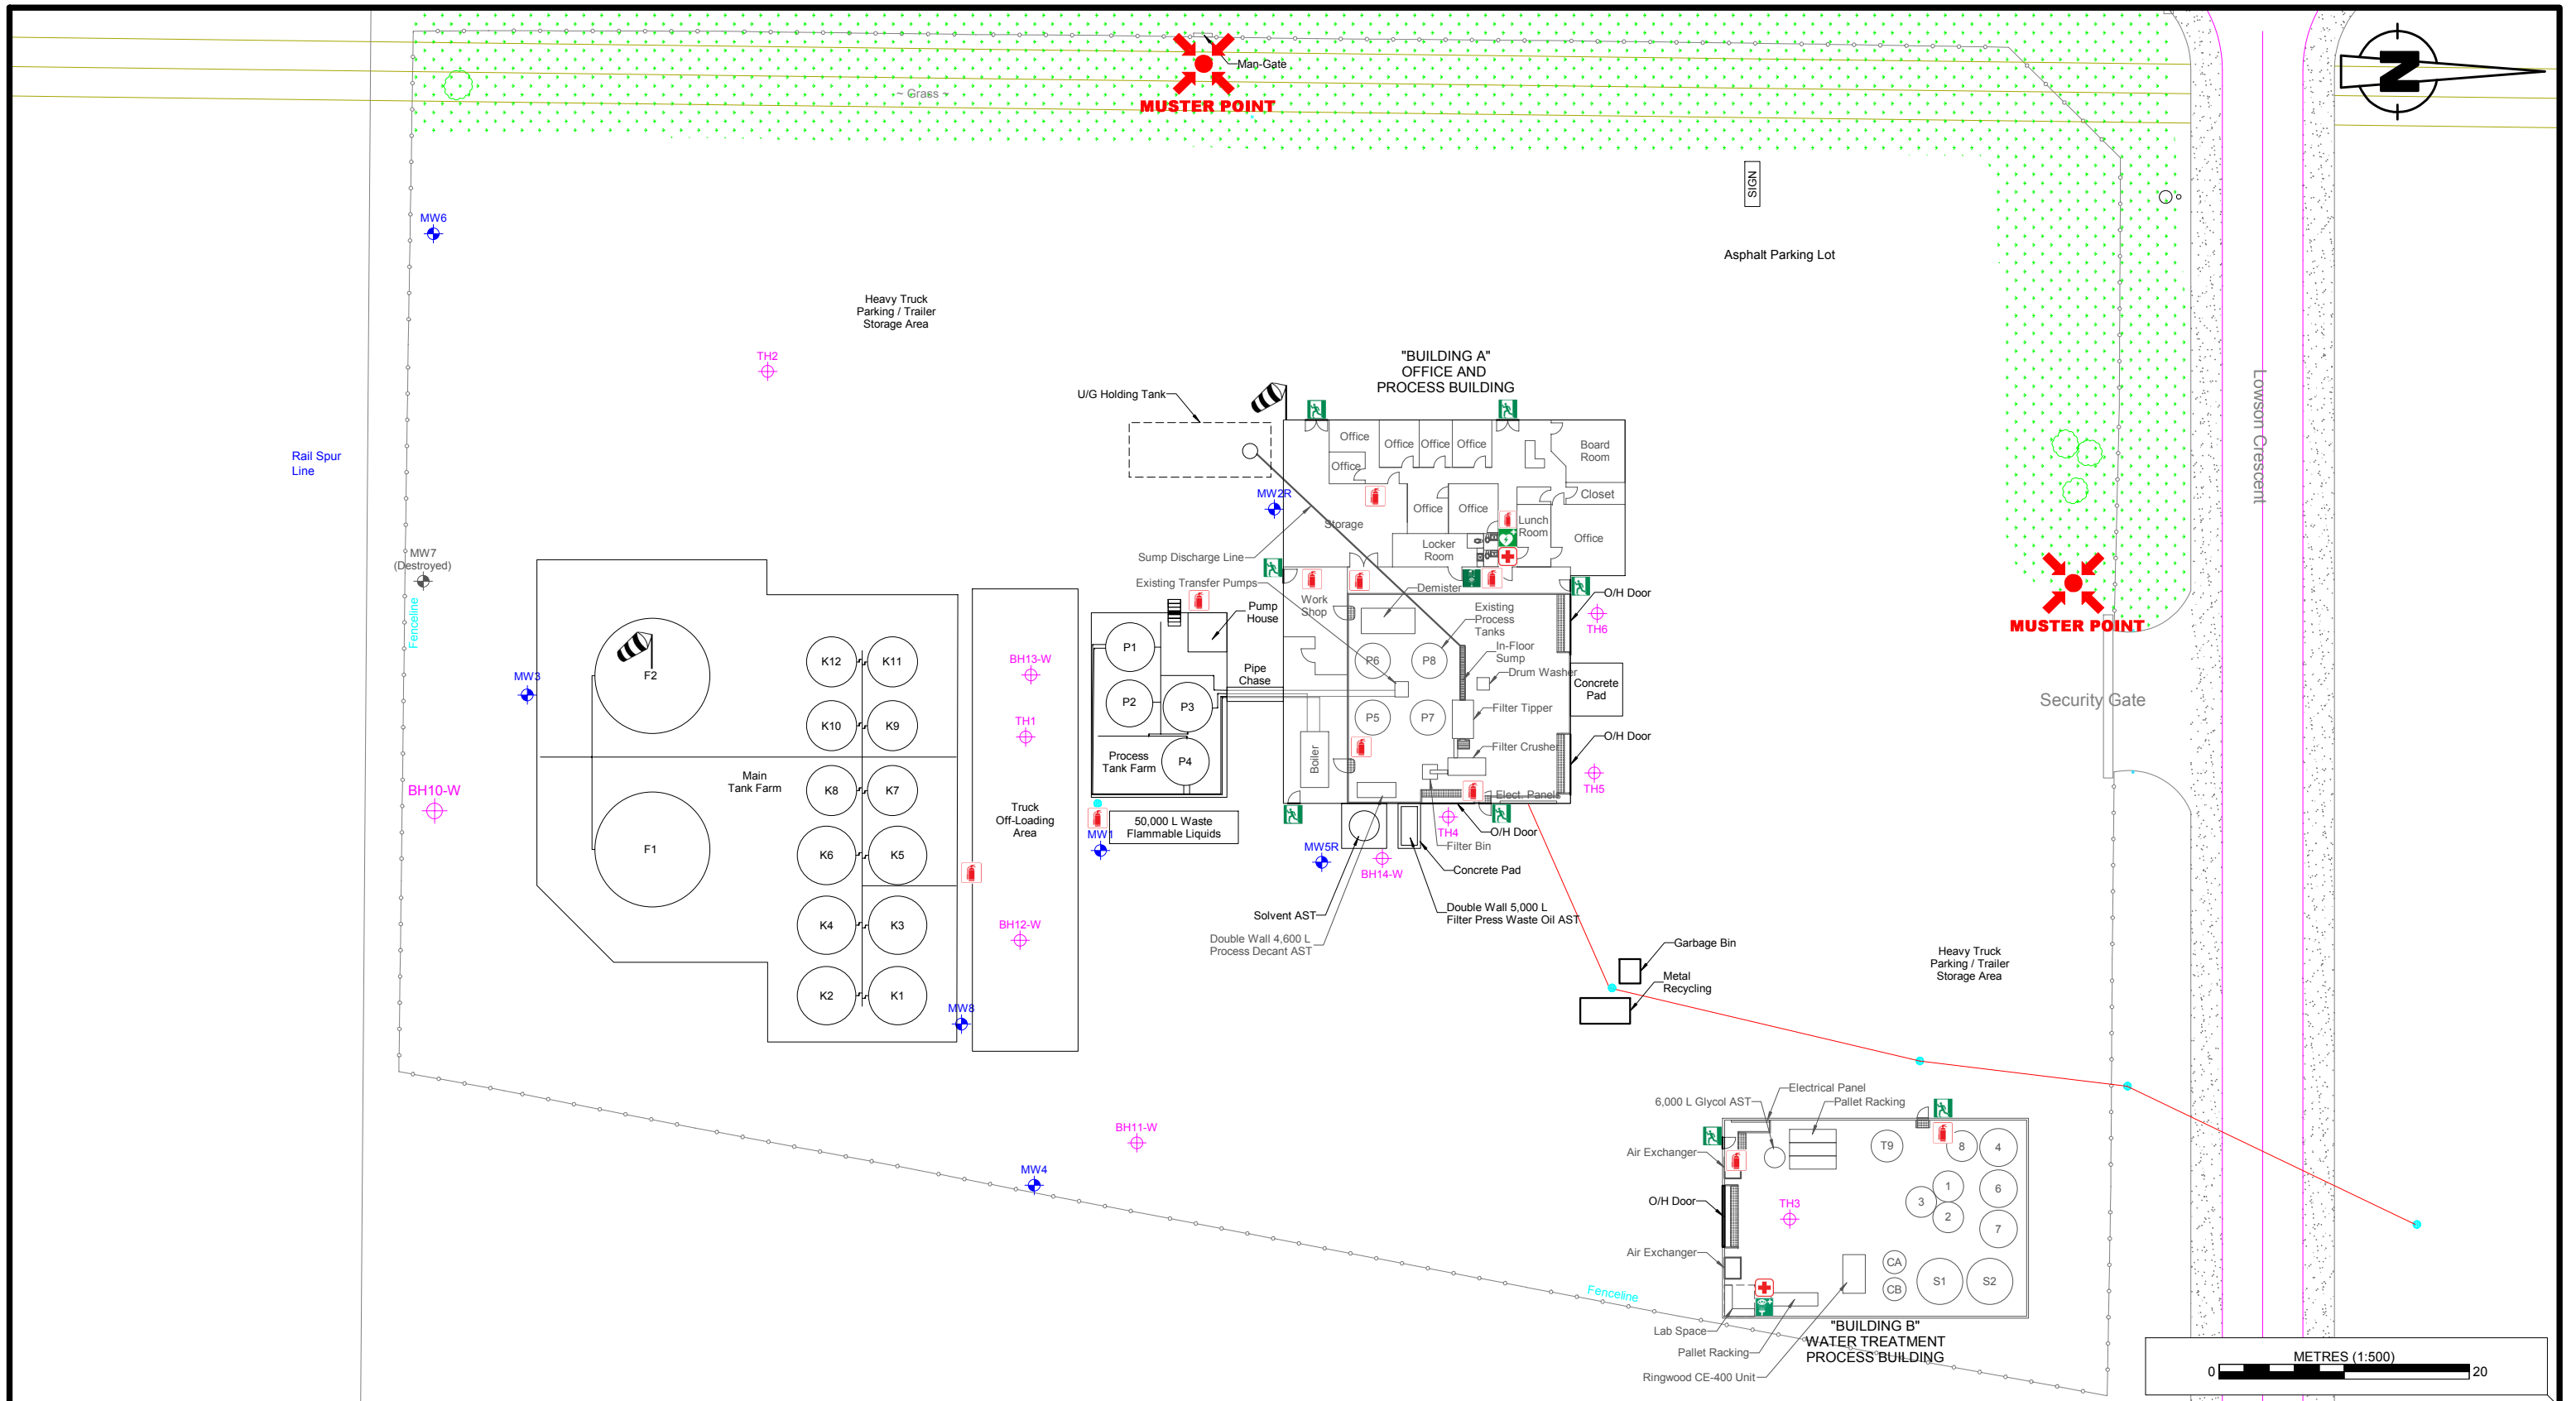 Man-Gate
MUSTER POINT
~ Grass ~
N
SIGN
Asphalt Parking Lot
MW6
Heavy Truck
Parking / Trailer
Storage Area
TH2
"BUILDING A"
OFFICE AND
PROCESS BUILDING
U/G Holding Tank
Rail Spur
Line
Lowson Crescent
Office
Office
Office
Office
Board
Room
Office
Closet
MW2R
Storage
Office
Office
Lunch
Room
Office
Locker
Room
Sump Discharge Line
Existing Transfer Pumps
MW7
(Destroyed)
Fenceline
Demister
O/H Door
Work
Shop
Existing
Process
Tanks
TH6
MUSTER POINT
Pump
House
In-Floor
Sump
Drum Washer
Pipe
Chase
Concrete
Pad
Security Gate
P1
P2
P3
P4
P6
P8
P5
P7
Filter Tipper
Filter Crusher
O/H Door
Boiler
Process
Tank Farm
BH13-W
TH1
MW3
F2
F1
K12
K11
K10
K9
Main
Tank Farm
K8
K7
K6
K5
K4
K3
K2
K1
BH10-W
Truck
Off-Loading
Area
MW1
50,000 L Waste
Flammable Liquids
Elect. Panels
TH5
TH4
O/H Door
Filter Bin
MW5R
BH14-W
Concrete Pad
Solvent AST
Double Wall 5,000 L
Filter Press Waste Oil AST
Double Wall 4,600 L
Process Decant AST
BH12-W
MW8
Garbage Bin
Metal
Recycling
Heavy Truck
Parking / Trailer
Storage Area
BH11-W
MW4
Electrical Panel
6,000 L Glycol AST
Pallet Racking
Air Exchanger
T9
8
4
1
6
3
2
7
O/H Door
TH3
Air Exchanger
CA
CB
S1
S2
Fenceline
Lab Space
Pallet Racking
Ringwood CE-400 Unit
"BUILDING B"
WATER TREATMENT
PROCESS BUILDING
METRES (1:500)
0
20